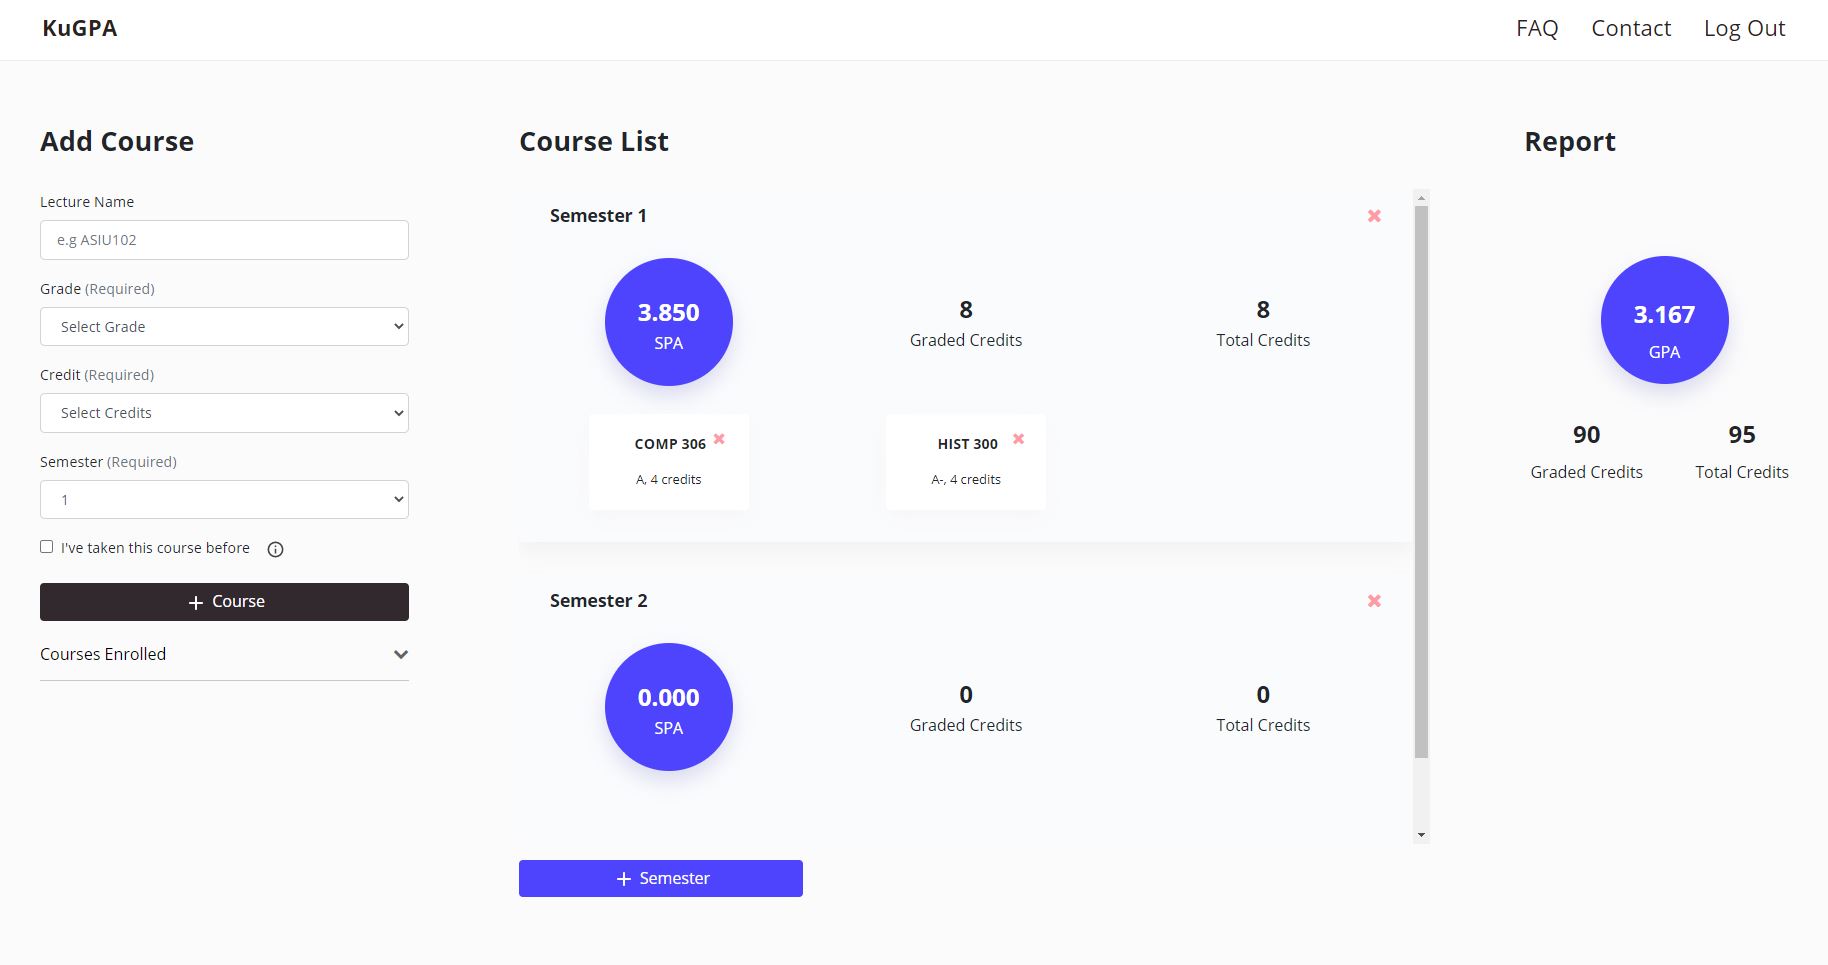 KuGPA
FAQ Contact Log Out
Add Course
Lecture Name
e.g ASIU102
Grade (Required)
Select Grade
Credit (Required)
Select Credits
Semester (Required)
1
I've taken this course before
+ Course
Courses Enrolled
Course List
Semester 1
3.850
SPA
8
Graded Credits
8
Total Credits
COMP 306
A, 4 credits
HIST 300
A-, 4 credits
Semester 2
0.000
SPA
0
Graded Credits
0
Total Credits
+ Semester
Report
3.167
GPA
90
Graded Credits
95
Total Credits